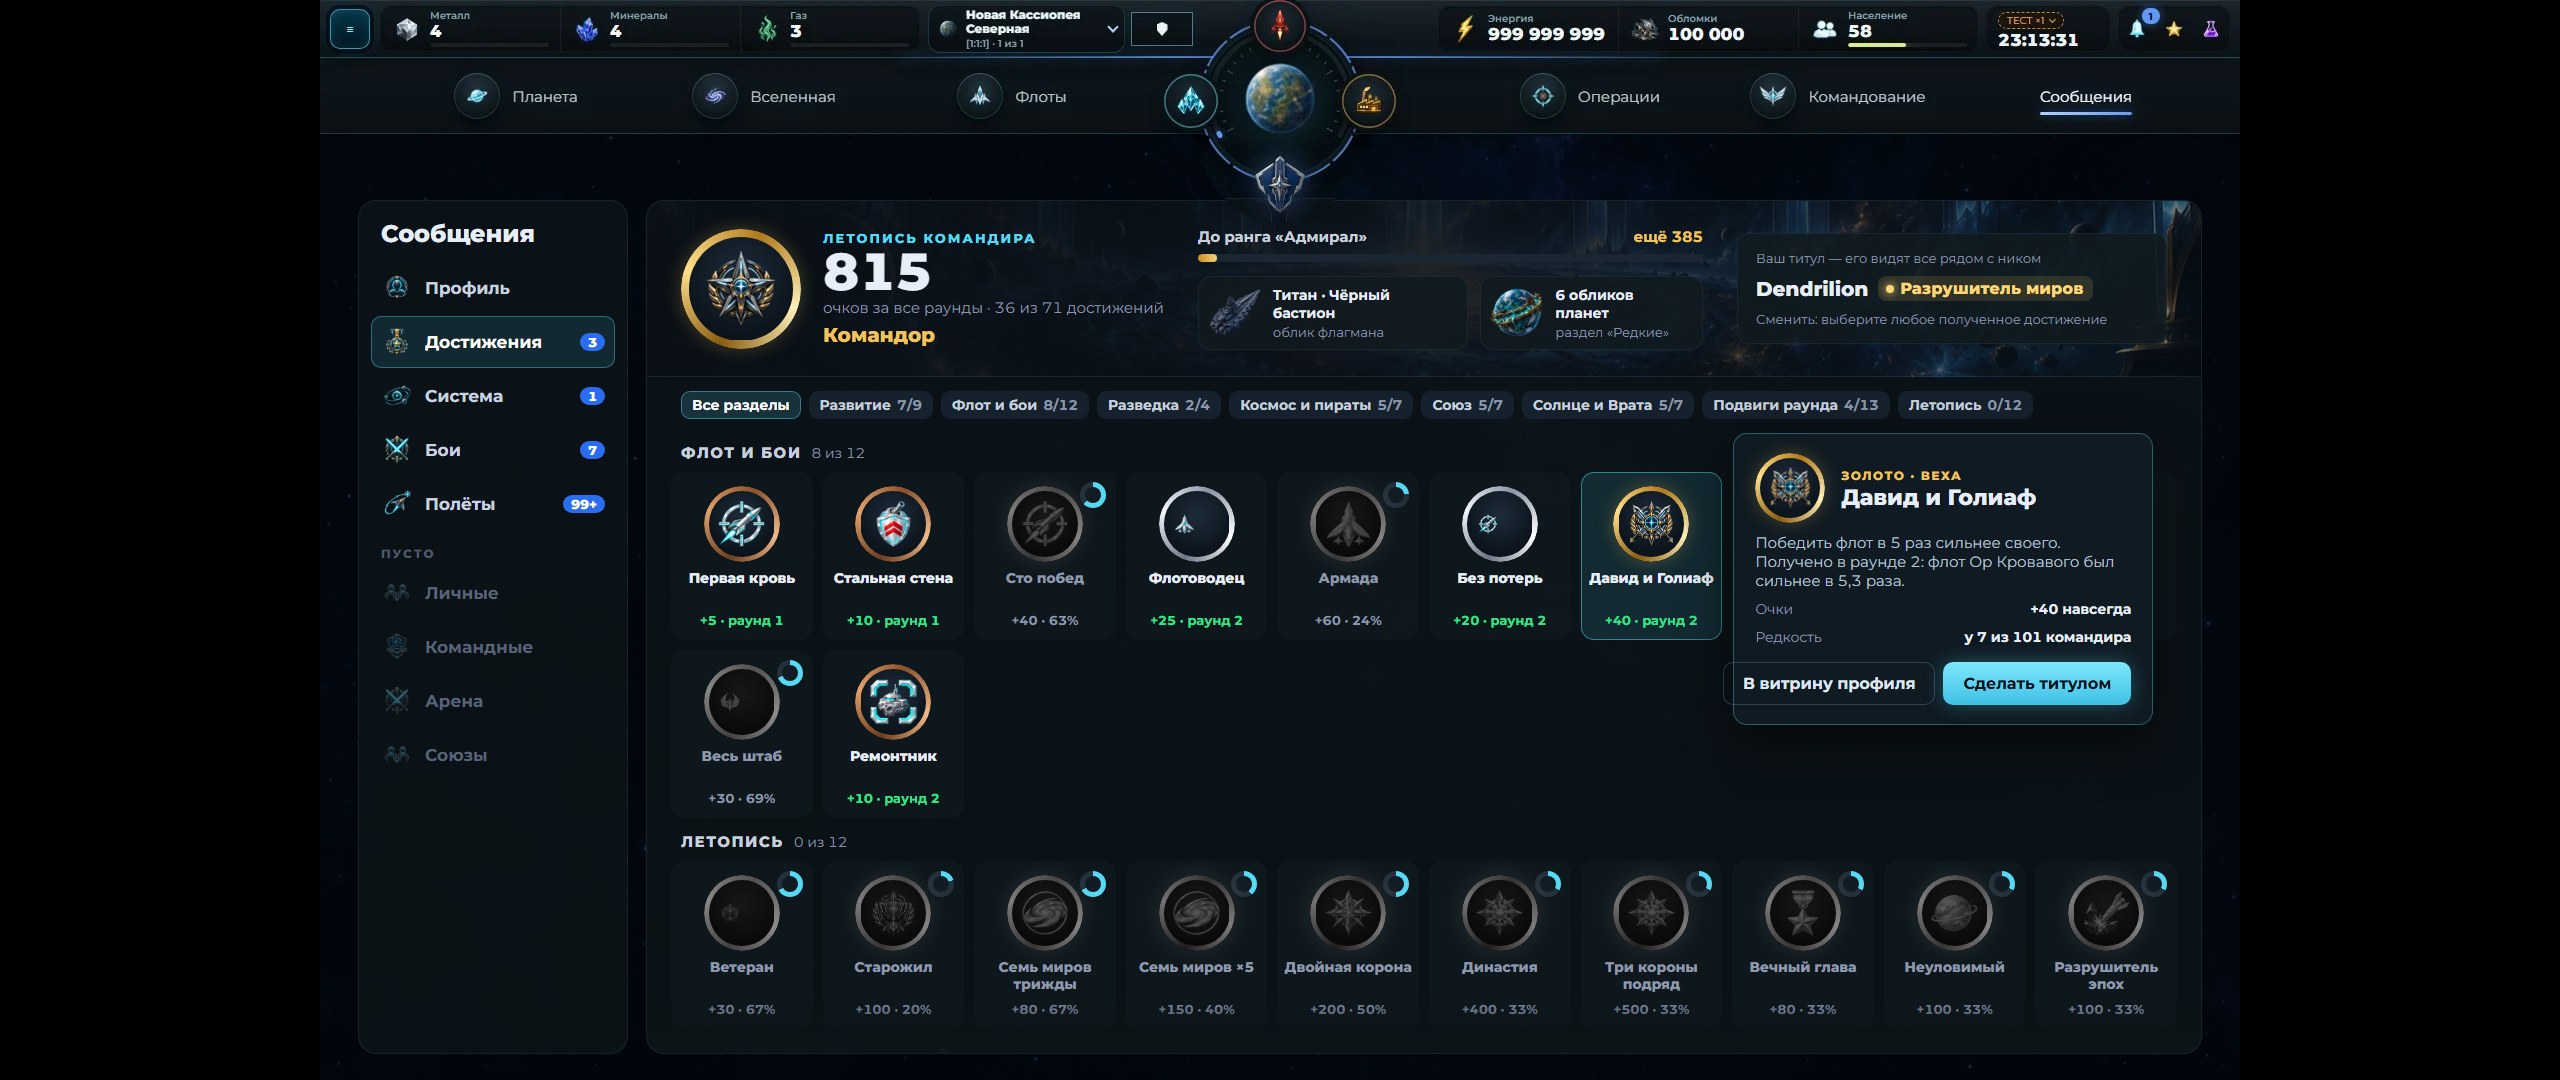 Металл
4
Минералы
4
Газ
3
Новая Кассиопея
Северная
[1:1:1] · 1 из 1
Энергия
999 999 999
Обломки
100 000
Население
58
ТЕСТ ×1
23:13:31
1
Планета
Вселенная
Флоты
Операции
Командование
Сообщения
Сообщения
Профиль
Достижения 3
Система 1
Бои 7
Полёты 99+
ПУСТО
Личные
Командные
Арена
Союзы
ЛЕТОПИСЬ КОМАНДИРА
815
очков за все раунды · 36 из 71 достижений
Командор
До ранга «Адмирал» ещё 385
Титан · Чёрный
бастион
облик флагмана
6 обликов
планет
раздел «Редкие»
Ваш титул — его видят все рядом с ником
Dendrilion Разрушитель миров
Сменить: выберите любое полученное достижение
Все разделы Развитие 7/9 Флот и бои 8/12 Разведка 2/4 Космос и пираты 5/7 Союз 5/7 Солнце и Врата 5/7 Подвиги раунда 4/13 Летопись 0/12
ФЛОТ И БОИ 8 из 12
Первая кровь
+5 · раунд 1
Стальная стена
+10 · раунд 1
Сто побед
+40 · 63%
Флотоводец
+25 · раунд 2
Армада
+60 · 24%
Без потерь
+20 · раунд 2
Давид и Голиаф
+40 · раунд 2
ЗОЛОТО · ВЕХА
Давид и Голиаф
Победить флот в 5 раз сильнее своего.
Получено в раунде 2: флот Ор Кровавого был
сильнее в 5,3 раза.
Очки +40 навсегда
Редкость у 7 из 101 командира
В витрину профиля Сделать титулом
Весь штаб
+30 · 69%
Ремонтник
+10 · раунд 2
ЛЕТОПИСЬ 0 из 12
Ветеран
+30 · 67%
Старожил
+100 · 20%
Семь миров
трижды
+80 · 67%
Семь миров ×5
+150 · 40%
Двойная корона
+200 · 50%
Династия
+400 · 33%
Три короны
подряд
+500 · 33%
Вечный глава
+80 · 33%
Неуловимый
+100 · 33%
Разрушитель
эпох
+100 · 33%